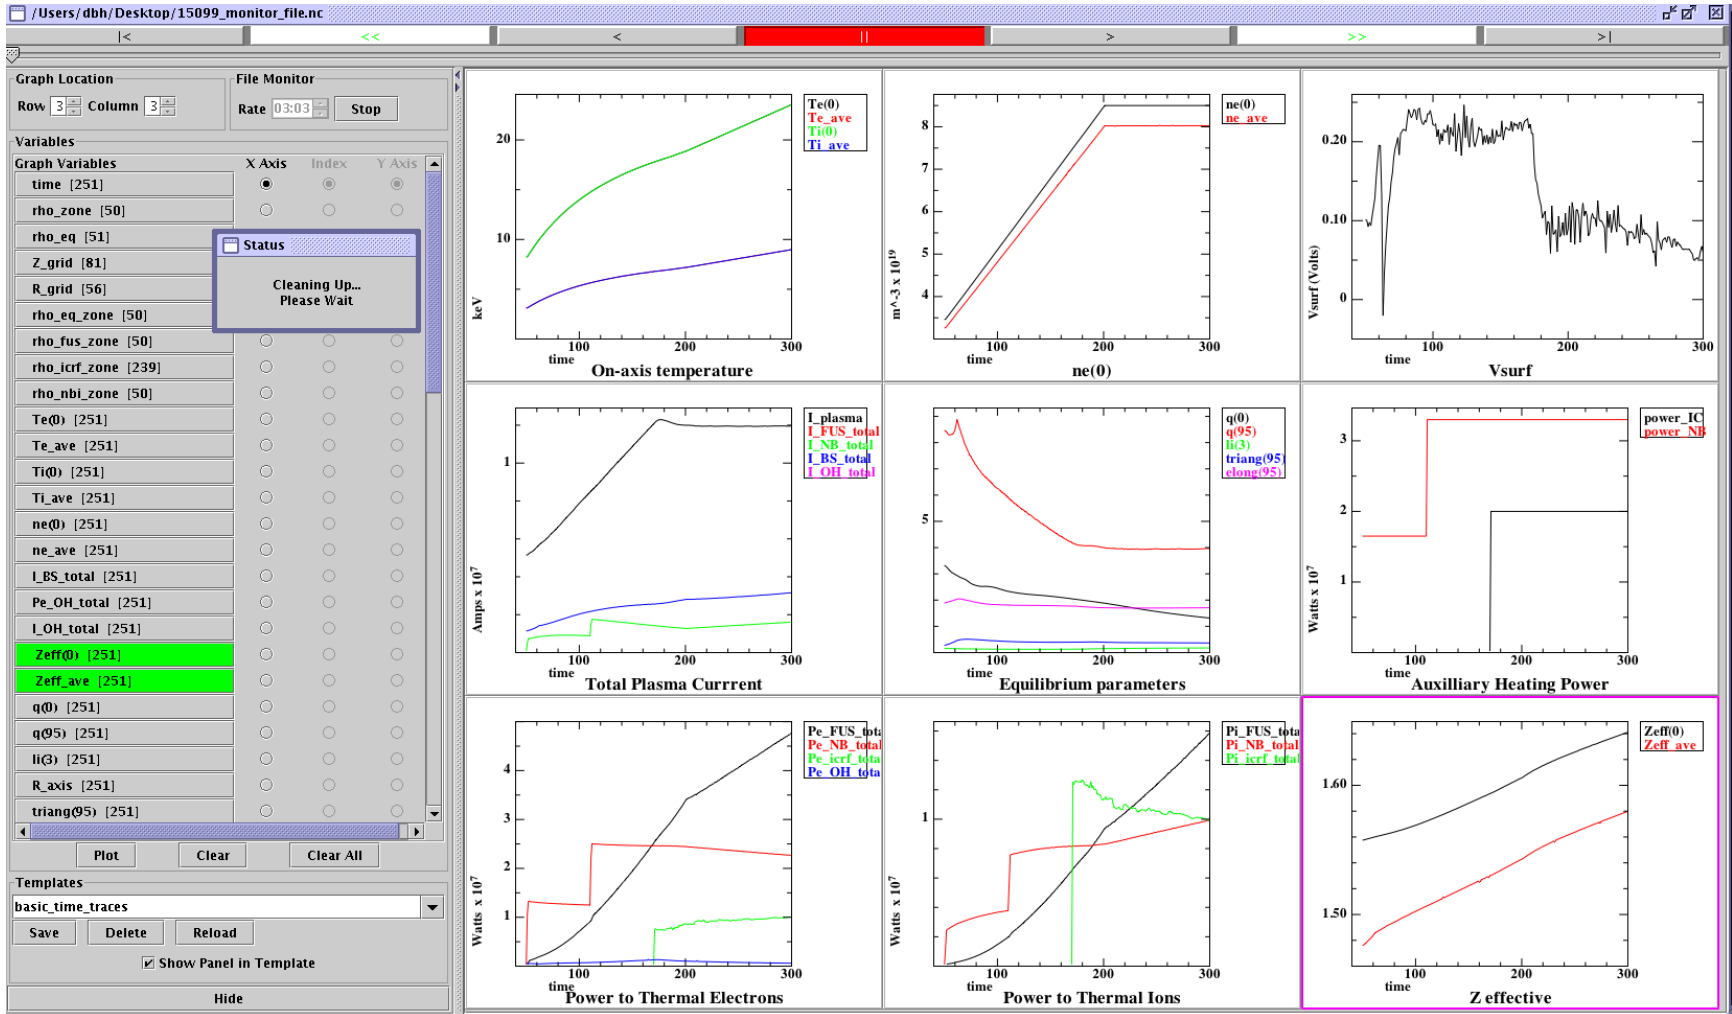 /Users/dbh/Desktop/15099_monitor_file.nc
|< << < || > >> >|
Graph Location
Row 3 Column 3
File Monitor
Rate 03:03 Stop
Variables
Graph Variables X Axis Index Y Axis
time [251]
rho_zone [50]
rho_eq [51]
Z_grid [81]
R_grid [56]
rho_eq_zone [50]
rho_fus_zone [50]
rho_icrf_zone [239]
rho_nbi_zone [50]
Te(0) [251]
Te_ave [251]
Ti(0) [251]
Ti_ave [251]
ne(0) [251]
ne_ave [251]
I_BS_total [251]
Pe_OH_total [251]
I_OH_total [251]
Zeff(0) [251]
Zeff_ave [251]
q(0) [251]
q(95) [251]
li(3) [251]
R_axis [251]
triang(95) [251]
Plot Clear Clear All
Templates
basic_time_traces
Save Delete Reload
Show Panel in Template
Hide
Status
Cleaning Up...
Please Wait
Te(0)
Te_ave
Ti(0)
Ti_ave
20
10
keV
100 200 300
time
On-axis temperature
ne(0)
ne_ave
8
7
6
5
4
m^-3 x 10¹⁹
100 200 300
time
ne(0)
0.20
0.10
0
Vsurf (Volts)
100 200 300
time
Vsurf
I_plasma
I_FUS_total
I_NB_total
I_BS_total
I_OH_total
1
Amps x 10⁷
100 200 300
time
Total Plasma Currrent
q(0)
q(95)
li(3)
triang(95)
elong(95)
5
100 200 300
time
Equilibrium parameters
power_IC
power_NB
3
2
1
Watts x 10⁷
100 200 300
time
Auxilliary Heating Power
Pe_FUS_tota
Pe_NB_total
Pe_icrf_tota
Pe_OH_tota
4
3
2
1
Watts x 10⁷
100 200 300
time
Power to Thermal Electrons
Pi_FUS_tota
Pi_NB_total
Pi_icrf_tota
1
Watts x 10⁷
100 200 300
time
Power to Thermal Ions
Zeff(0)
Zeff_ave
1.60
1.50
100 200 300
time
Z effective